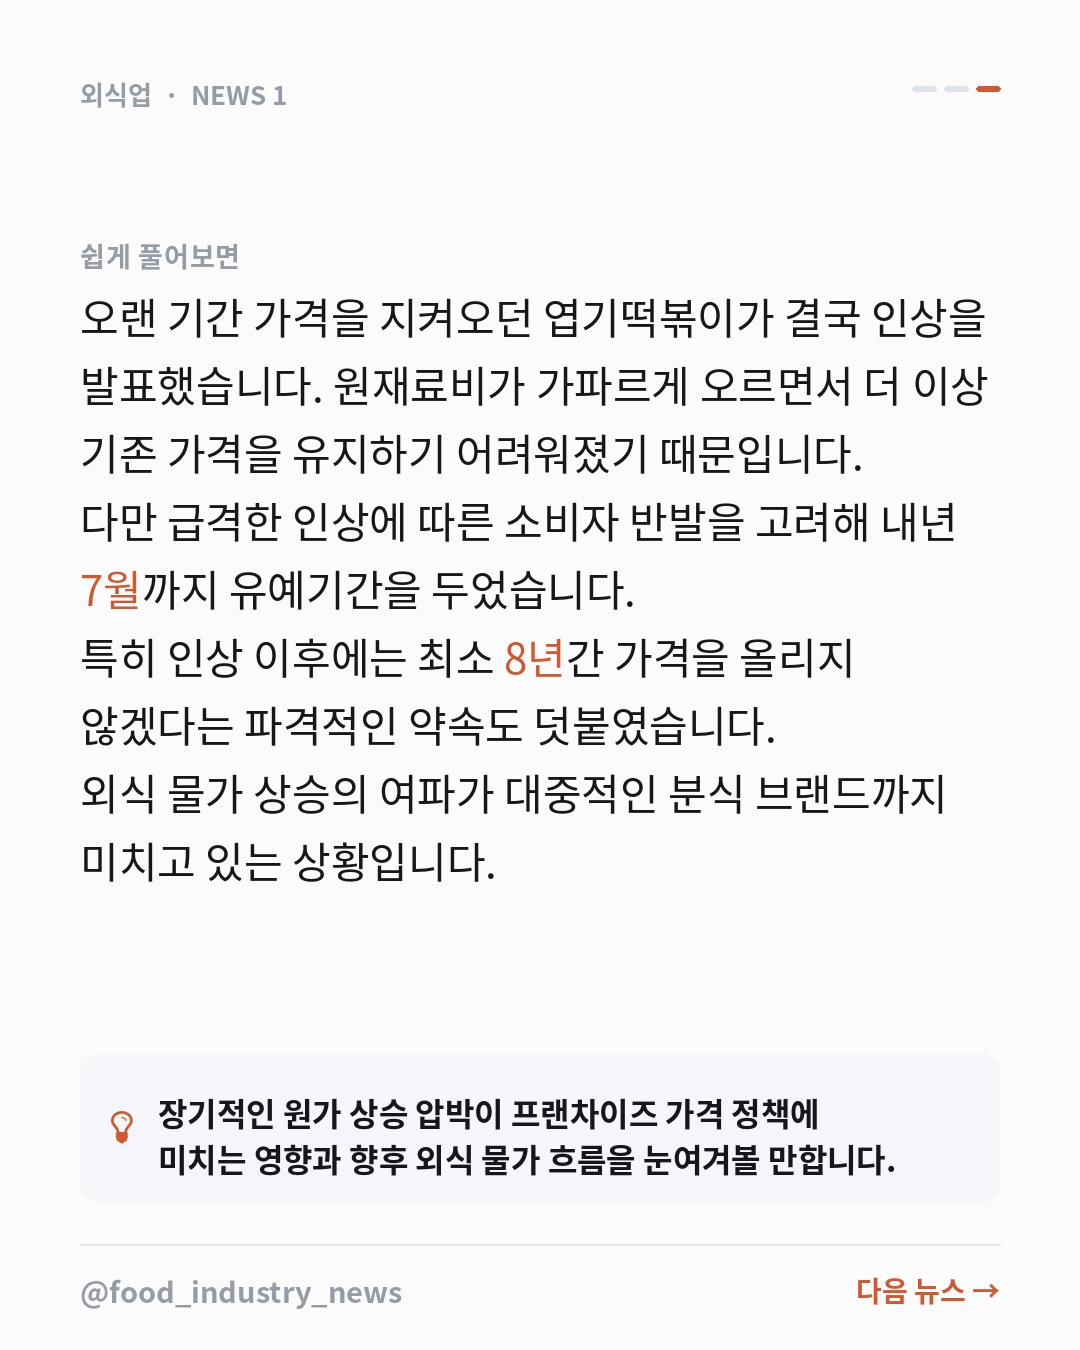 외식업 · NEWS 1
쉽게 풀어보면
오랜 기간 가격을 지켜오던 엽기떡볶이가 결국 인상을
발표했습니다. 원재료비가 가파르게 오르면서 더 이상
기존 가격을 유지하기 어려워졌기 때문입니다.
다만 급격한 인상에 따른 소비자 반발을 고려해 내년
7월까지 유예기간을 두었습니다.
특히 인상 이후에는 최소 8년간 가격을 올리지
않겠다는 파격적인 약속도 덧붙였습니다.
외식 물가 상승의 여파가 대중적인 분식 브랜드까지
미치고 있는 상황입니다.
장기적인 원가 상승 압박이 프랜차이즈 가격 정책에
미치는 영향과 향후 외식 물가 흐름을 눈여겨볼 만합니다.
@food_industry_news
다음 뉴스 →